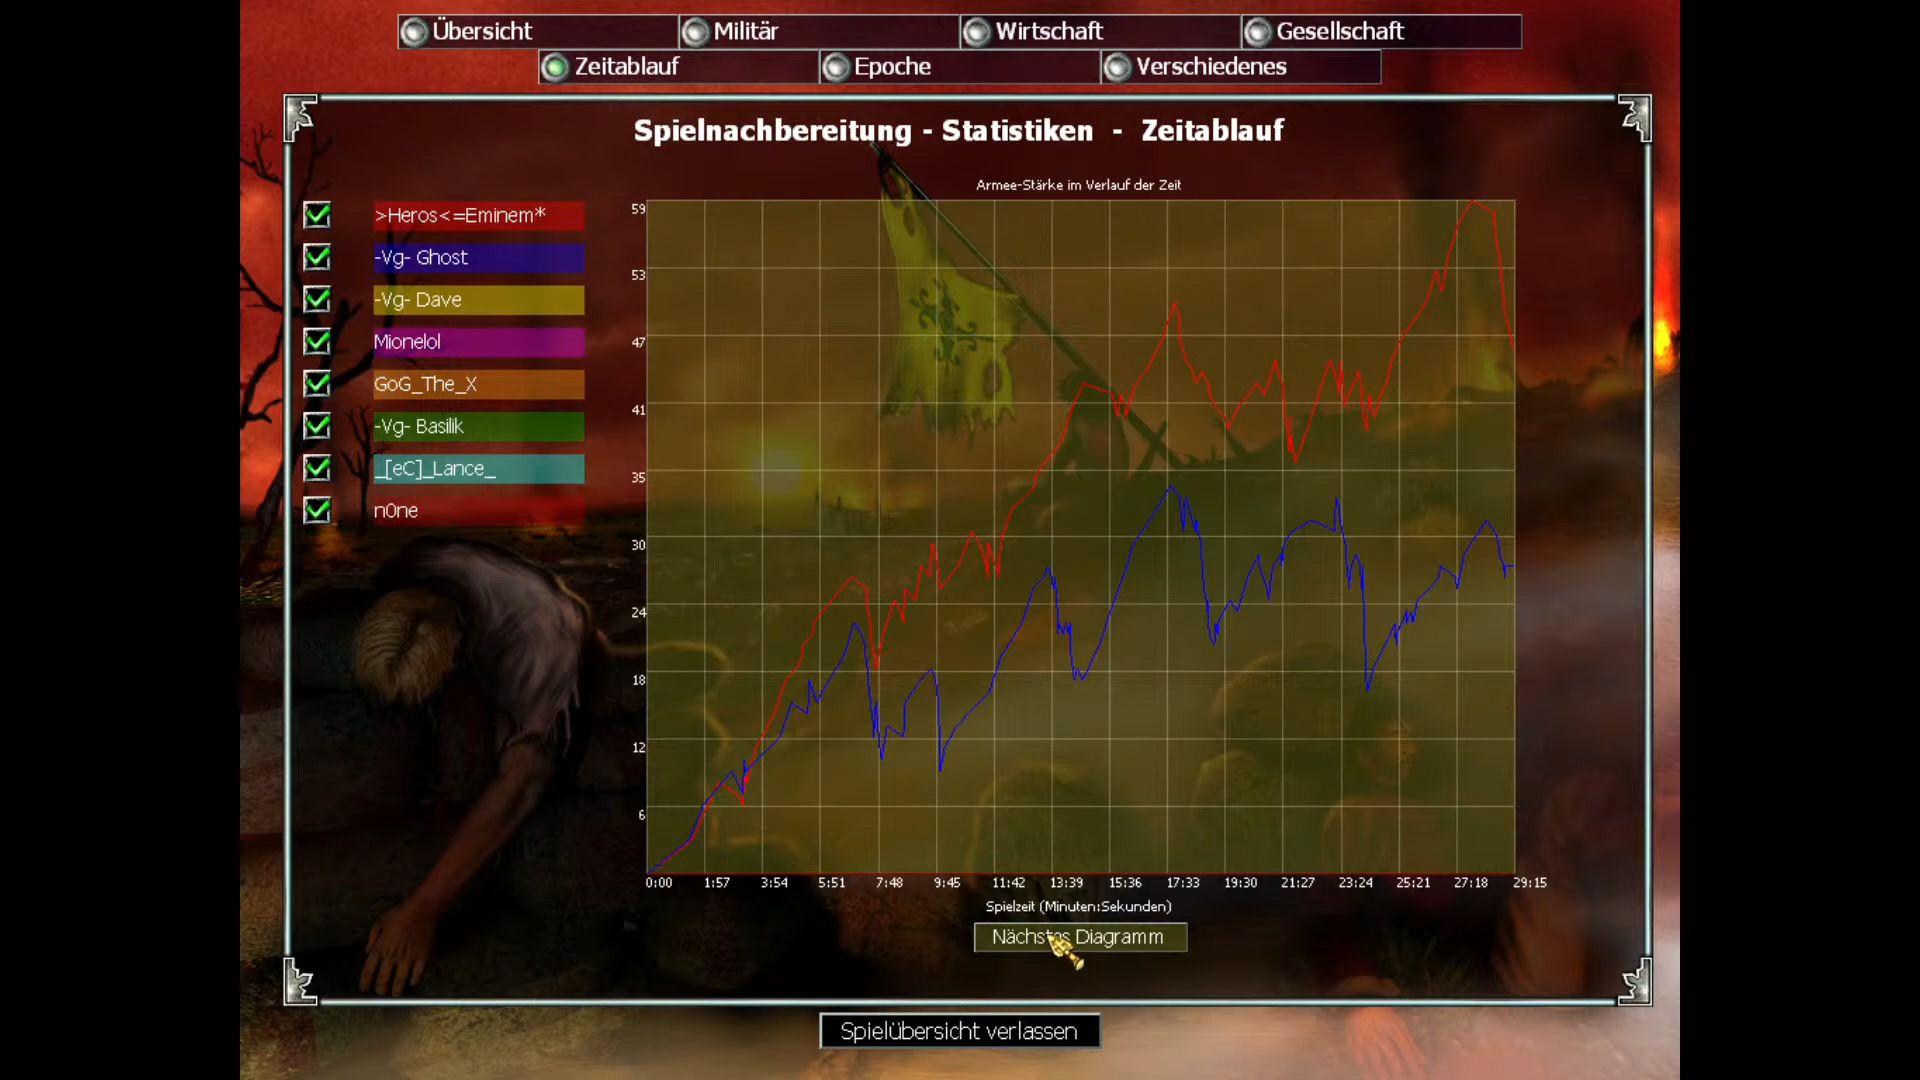 Übersicht
Militär
Wirtschaft
Gesellschaft
Zeitablauf
Epoche
Verschiedenes
Spielnachbereitung - Statistiken - Zeitablauf
Armee-Stärke im Verlauf der Zeit
>Heros<=Eminem*
-Vg- Ghost
-Vg- Dave
Mionelol
GoG_The_X
-Vg- Basilik
_[eC]_Lance_
n0ne
59
53
47
41
35
30
24
18
12
6
0:00 1:57 3:54 5:51 7:48 9:45 11:42 13:39 15:36 17:33 19:30 21:27 23:24 25:21 27:18 29:15
Spielzeit (Minuten:Sekunden)
Nächstes Diagramm
Spielübersicht verlassen